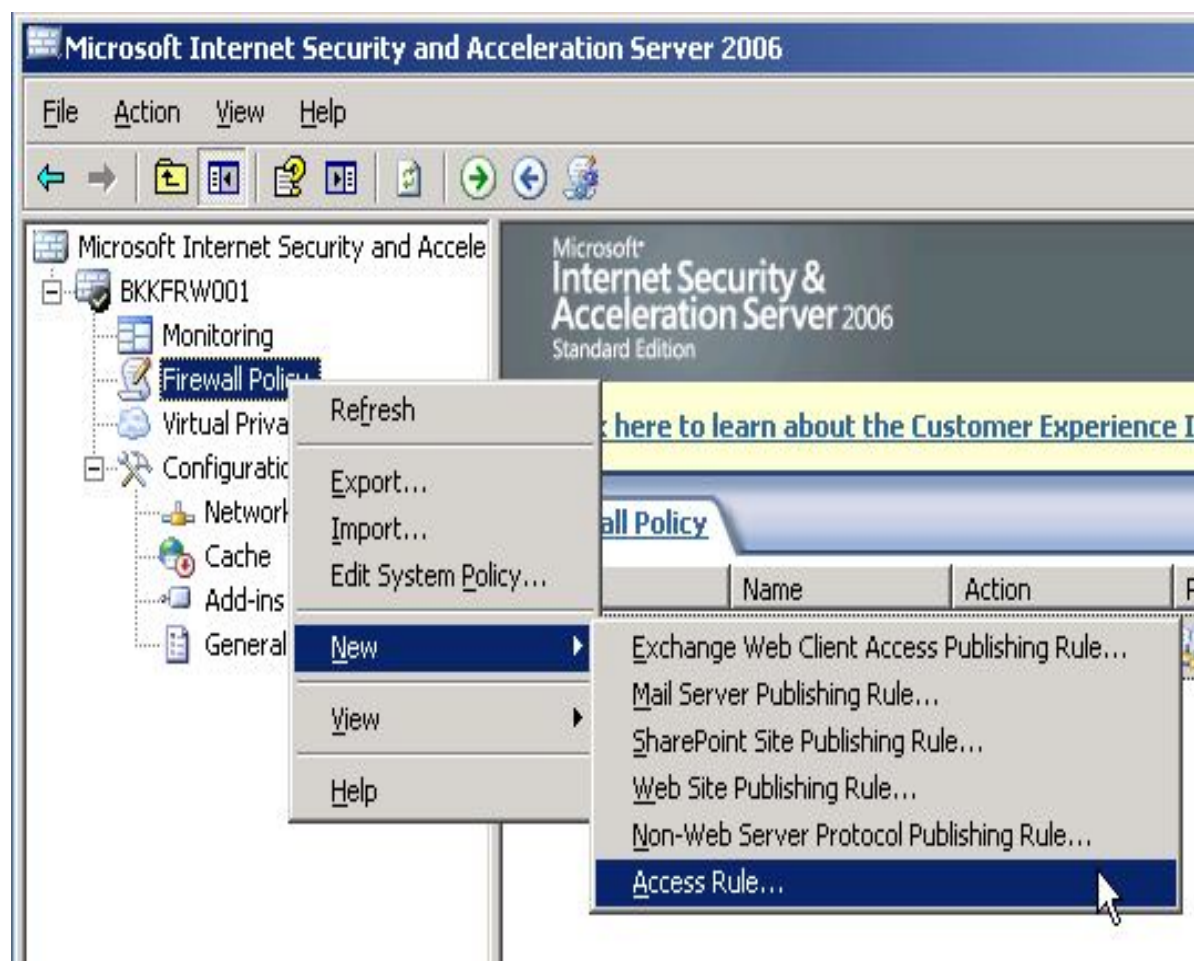 Microsoft Internet Security and Acceleration Server 2006
File Action View Help
Microsoft Internet Security and Accele
BKKFRW001
Monitoring
Firewall Policy
Virtual Priva
Configuratio
Network
Cache
Add-ins
General
Microsoft
Internet Security &
Acceleration Server 2006
Standard Edition
here to learn about the Customer Experience I
all Policy
Name Action P
Refresh
Export...
Import...
Edit System Policy...
New
View
Help
Exchange Web Client Access Publishing Rule...
Mail Server Publishing Rule...
SharePoint Site Publishing Rule...
Web Site Publishing Rule...
Non-Web Server Protocol Publishing Rule...
Access Rule...